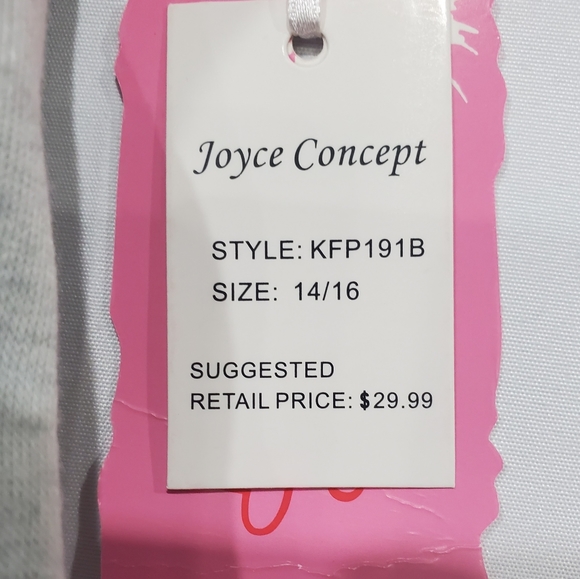 Joyce Concept
STYLE: KFP191B
SIZE: 14/16
SUGGESTED
RETAIL PRICE: $29.99